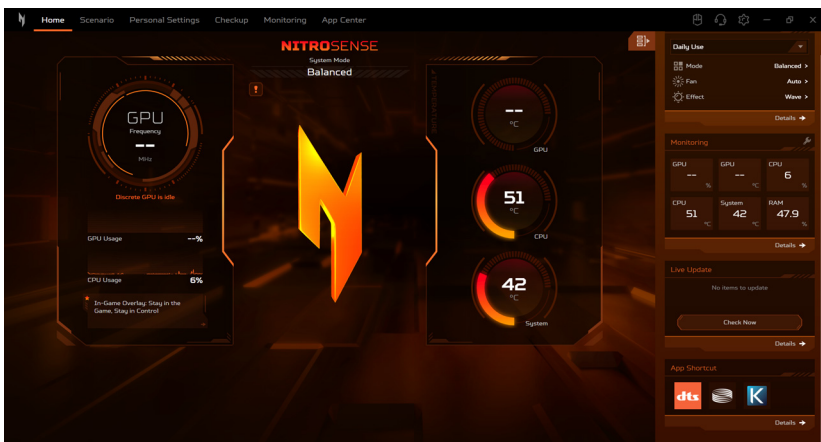 Home Scenario Personal Settings Checkup Monitoring App Center
NITROSENSE
System Mode
Balanced
GPU
Frequency
--
MHz
Discrete GPU is idle
GPU Usage --%
CPU Usage 6%
In-Game Overlay: Stay in the
Game, Stay in Control
TEMPERATURE
--
°C
GPU
51
°C
CPU
42
°C
System
Daily Use
Mode Balanced >
Fan Auto >
Effect Wave >
Details →
Monitoring
GPU GPU CPU
-- -- 6
% °C %
CPU System RAM
51 42 47.9
°C °C %
Details →
Live Update
No items to update
Check Now
Details →
App Shortcut
dts K
Details →